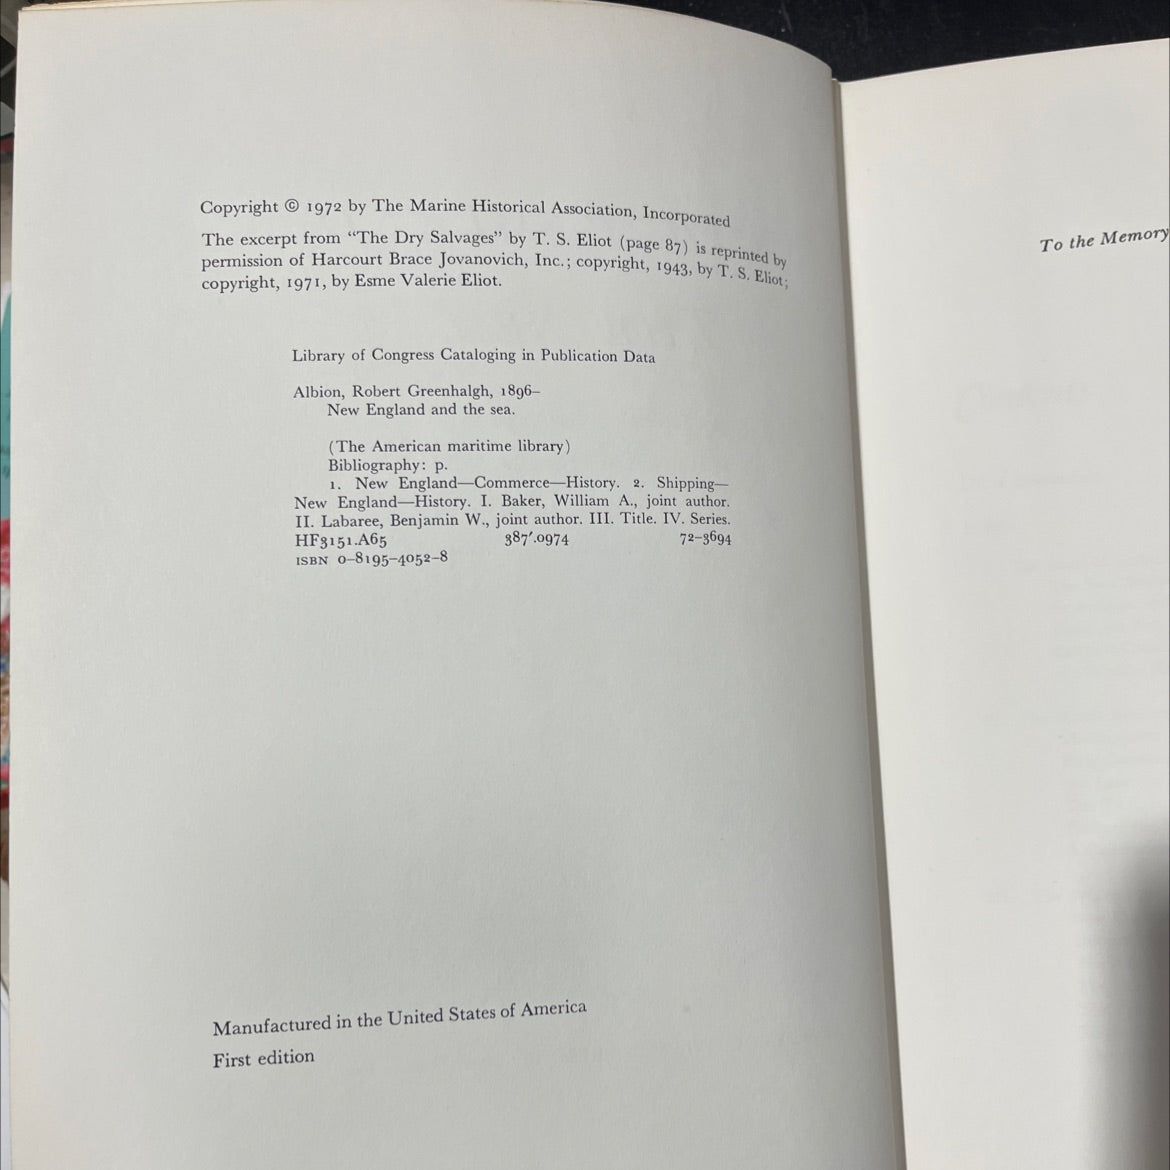 Copyright © 1972 by The Marine Historical Association, Incorporated
The excerpt from “The Dry Salvages” by T. S. Eliot (page 87) is reprinted by
permission of Harcourt Brace Jovanovich, Inc.; copyright, 1943, by T. S. Eliot;
copyright, 1971, by Esme Valerie Eliot.
Library of Congress Cataloging in Publication Data
Albion, Robert Greenhalgh, 1896–
New England and the sea.
(The American maritime library)
Bibliography: p.
1. New England—Commerce—History. 2. Shipping—
New England—History. I. Baker, William A., joint author.
II. Labaree, Benjamin W., joint author. III. Title. IV. Series.
HF3151.A65 387′.0974 72–3694
ISBN 0–8195–4052–8
Manufactured in the United States of America
First edition
To the Memory